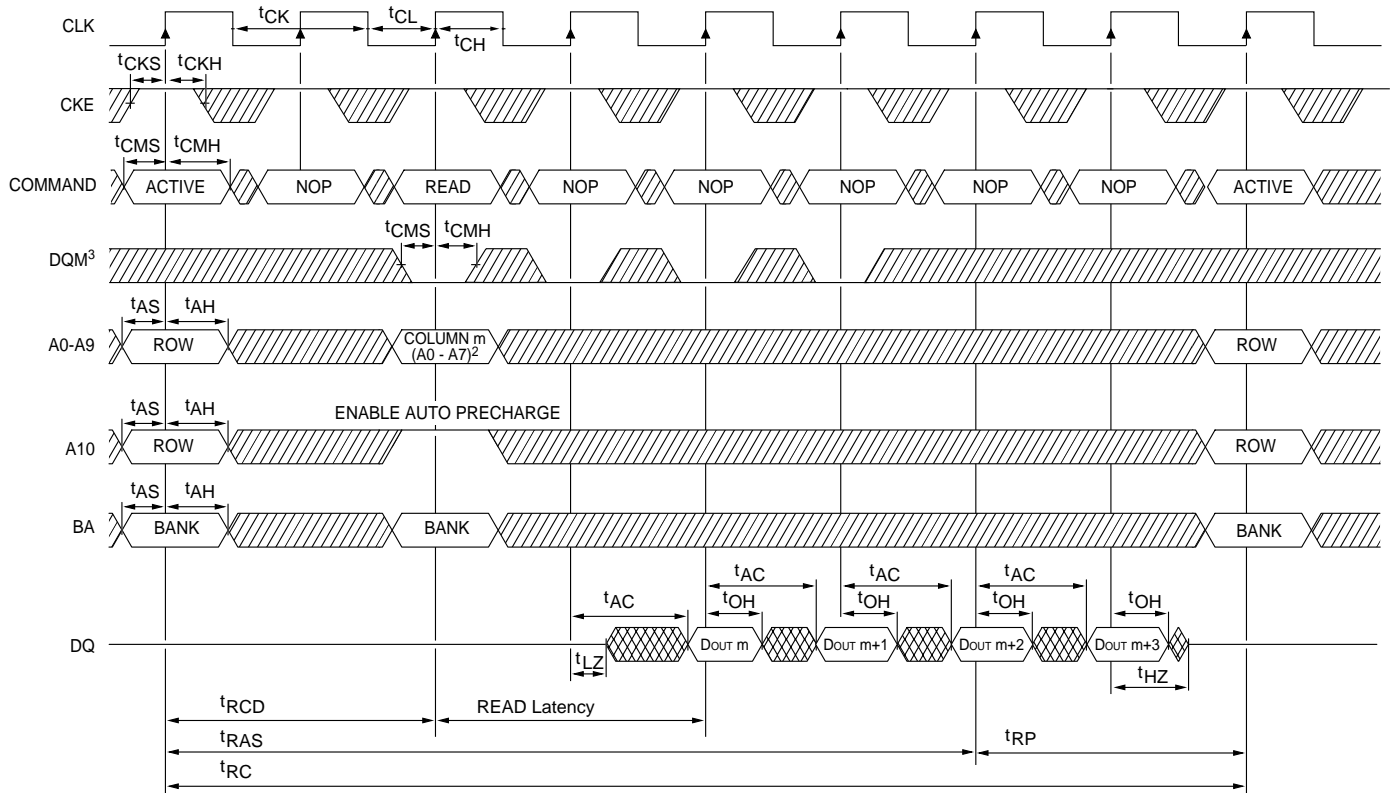 CLK tCK tCL tCH
tCKS tCKH
CKE
tCMS tCMH
COMMAND ACTIVE NOP READ NOP NOP NOP NOP NOP ACTIVE
tCMS tCMH
DQM3
tAS tAH
A0-A9 ROW COLUMN m ROW
(A0 - A7)2
tAS tAH ENABLE AUTO PRECHARGE
A10 ROW ROW
tAS tAH
BA BANK BANK BANK
tAC tAC tAC tAC
tOH tOH tOH tOH
DQ DOUT m DOUT m+1 DOUT m+2 DOUT m+3
tLZ tHZ
tRCD READ Latency
tRAS tRP
tRC